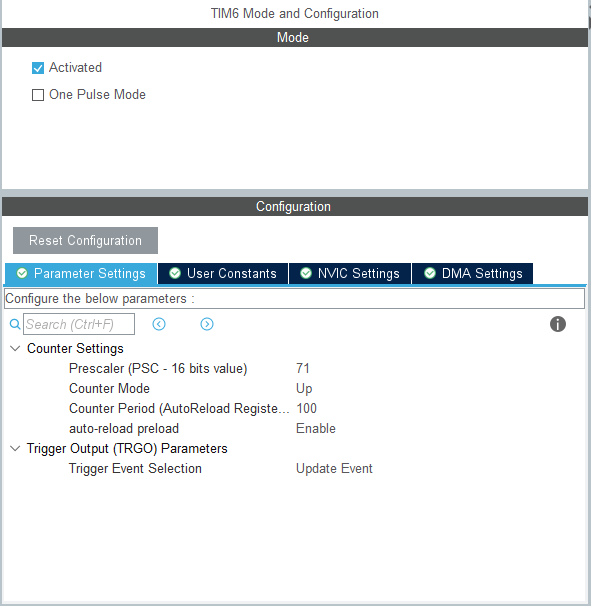 TIM6 Mode and Configuration
Mode
Activated
One Pulse Mode
Configuration
Reset Configuration
Parameter Settings User Constants NVIC Settings DMA Settings
Configure the below parameters :
Search (Ctrl+F)
Counter Settings
Prescaler (PSC - 16 bits value) 71
Counter Mode Up
Counter Period (AutoReload Registe... 100
auto-reload preload Enable
Trigger Output (TRGO) Parameters
Trigger Event Selection Update Event